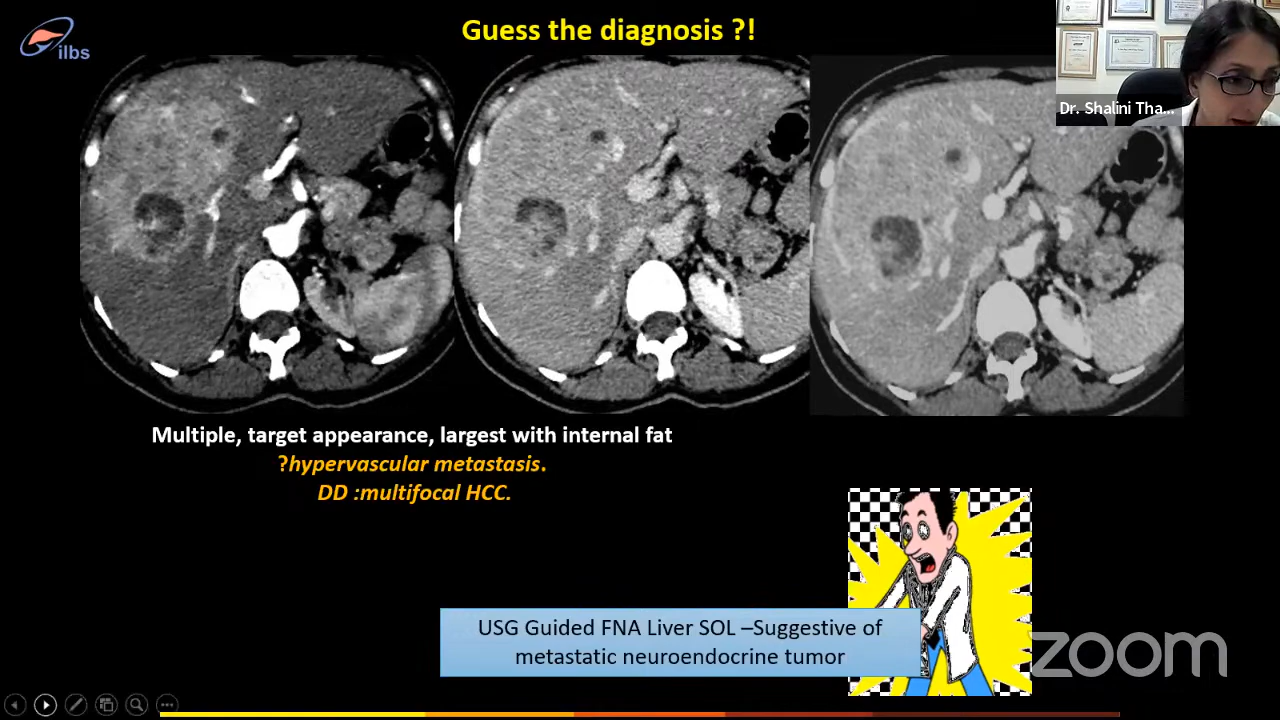 Guess the diagnosis ?!
ilbs
Dr. Shalini Tha...
Multiple, target appearance, largest with internal fat
?hypervascular metastasis.
DD :multifocal HCC.
USG Guided FNA Liver SOL –Suggestive of
metastatic neuroendocrine tumor
zoom